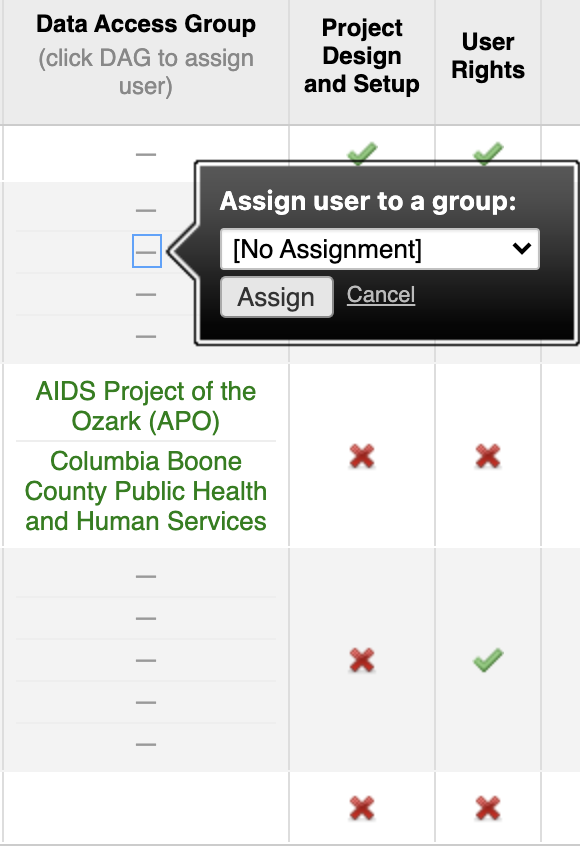 Data Access Group
(click DAG to assign
user)
Project
Design
and Setup
User
Rights
—
—
—
—
—
Assign user to a group:
[No Assignment]
Assign Cancel
AIDS Project of the
Ozark (APO)
Columbia Boone
County Public Health
and Human Services
—
—
—
—
—